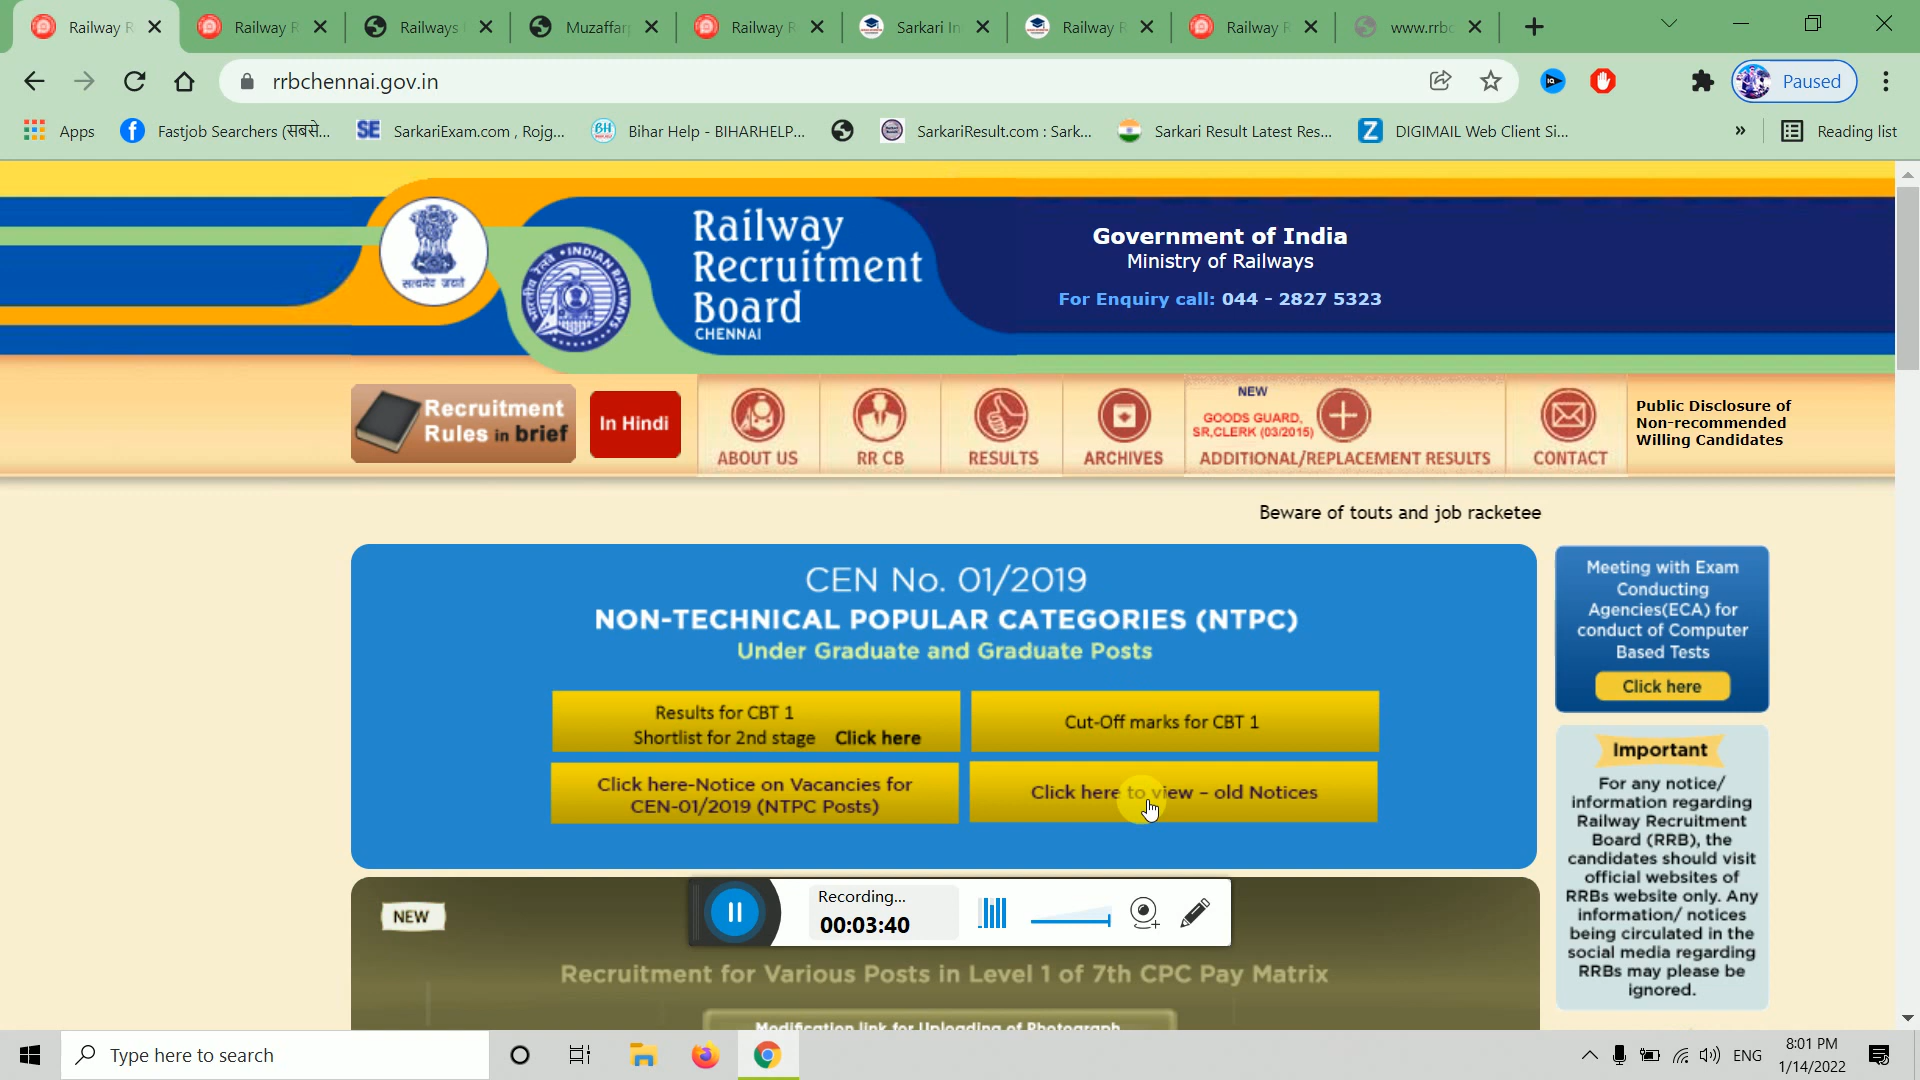 Railway R
Railway R
Railways
Muzaffar
Railway R
Sarkari In
Railway R
Railway R
www.rrbc
rrbchennai.gov.in
Paused
Apps
Fastjob Searchers (सबसे...
SE
SarkariExam.com , Rojg...
BH
Bihar Help - BIHARHELP...
SarkariResult.com : Sark...
Sarkari Result Latest Res...
Z
DIGIMAIL Web Client Si...
»
Reading list
सत्यमेव जयते
INDIAN RAILWAYS
भारतीय रेल
Railway
Recruitment
Board
CHENNAI
Government of India
Ministry of Railways
For Enquiry call: 044 - 2827 5323
Recruitment
Rules in brief
In Hindi
ABOUT US
RR CB
RESULTS
ARCHIVES
NEW
GOODS GUARD,
SR,CLERK (03/2015)
ADDITIONAL/REPLACEMENT RESULTS
CONTACT
Public Disclosure of
Non-recommended
Willing Candidates
Beware of touts and job racketee
CEN No. 01/2019
NON-TECHNICAL POPULAR CATEGORIES (NTPC)
Under Graduate and Graduate Posts
Results for CBT 1
Shortlist for 2nd stage Click here
Cut-Off marks for CBT 1
Click here-Notice on Vacancies for
CEN-01/2019 (NTPC Posts)
Click here to view – old Notices
Meeting with Exam
Conducting
Agencies(ECA) for
conduct of Computer
Based Tests
Click here
Important
For any notice/
information regarding
Railway Recruitment
Board (RRB), the
candidates should visit
official websites of
RRBs website only. Any
information/ notices
being circulated in the
social media regarding
RRBs may please be
ignored.
NEW
Recording...
00:03:40
Recruitment for Various Posts in Level 1 of 7th CPC Pay Matrix
Modification link for Uploading of Photograph
Type here to search
ENG
8:01 PM
1/14/2022